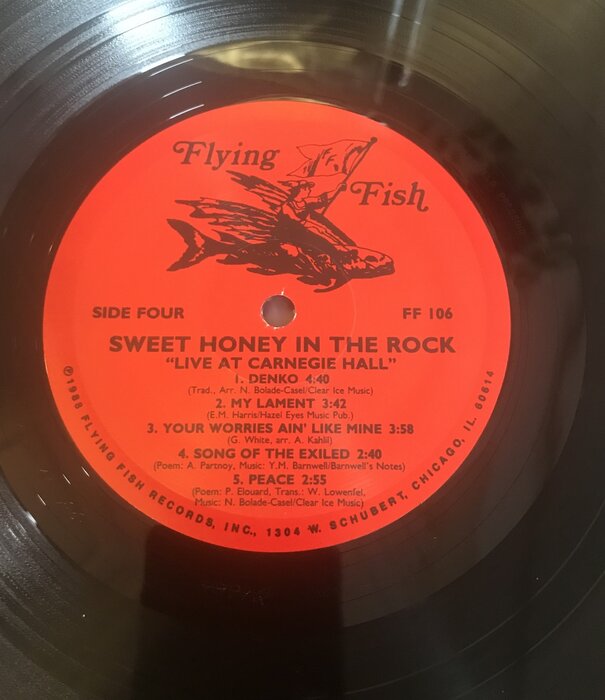 Flying
Fish
SIDE FOUR
FF 106
SWEET HONEY IN THE ROCK
"LIVE AT CARNEGIE HALL"
1. DENKO 4:40
(Trad., Arr. N. Bolade-Casel/Clear Ice Music)
2. MY LAMENT 3:42
(E.M. Harris/Hazel Eyes Music Pub.)
3. YOUR WORRIES AIN' LIKE MINE 3:58
(G. White, arr. A. Kahlil)
4. SONG OF THE EXILED 2:40
(Poem: A. Partnoy, Music: Y.M. Barnwell/Barnwell's Notes)
5. PEACE 2:55
(Poem: P. Elouard, Trans.: W. Lowenfel,
Music: N. Bolade-Casel/Clear Ice Music)
℗1988 FLYING FISH RECORDS, INC., 1304 W. SCHUBERT, CHICAGO, IL. 60614